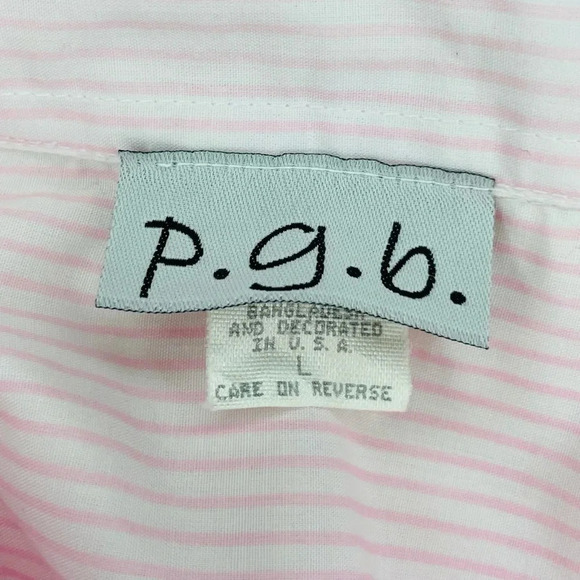 p.g.b.
BANGLADESH
AND DECORATED
IN U.S.A.
L
CARE ON REVERSE